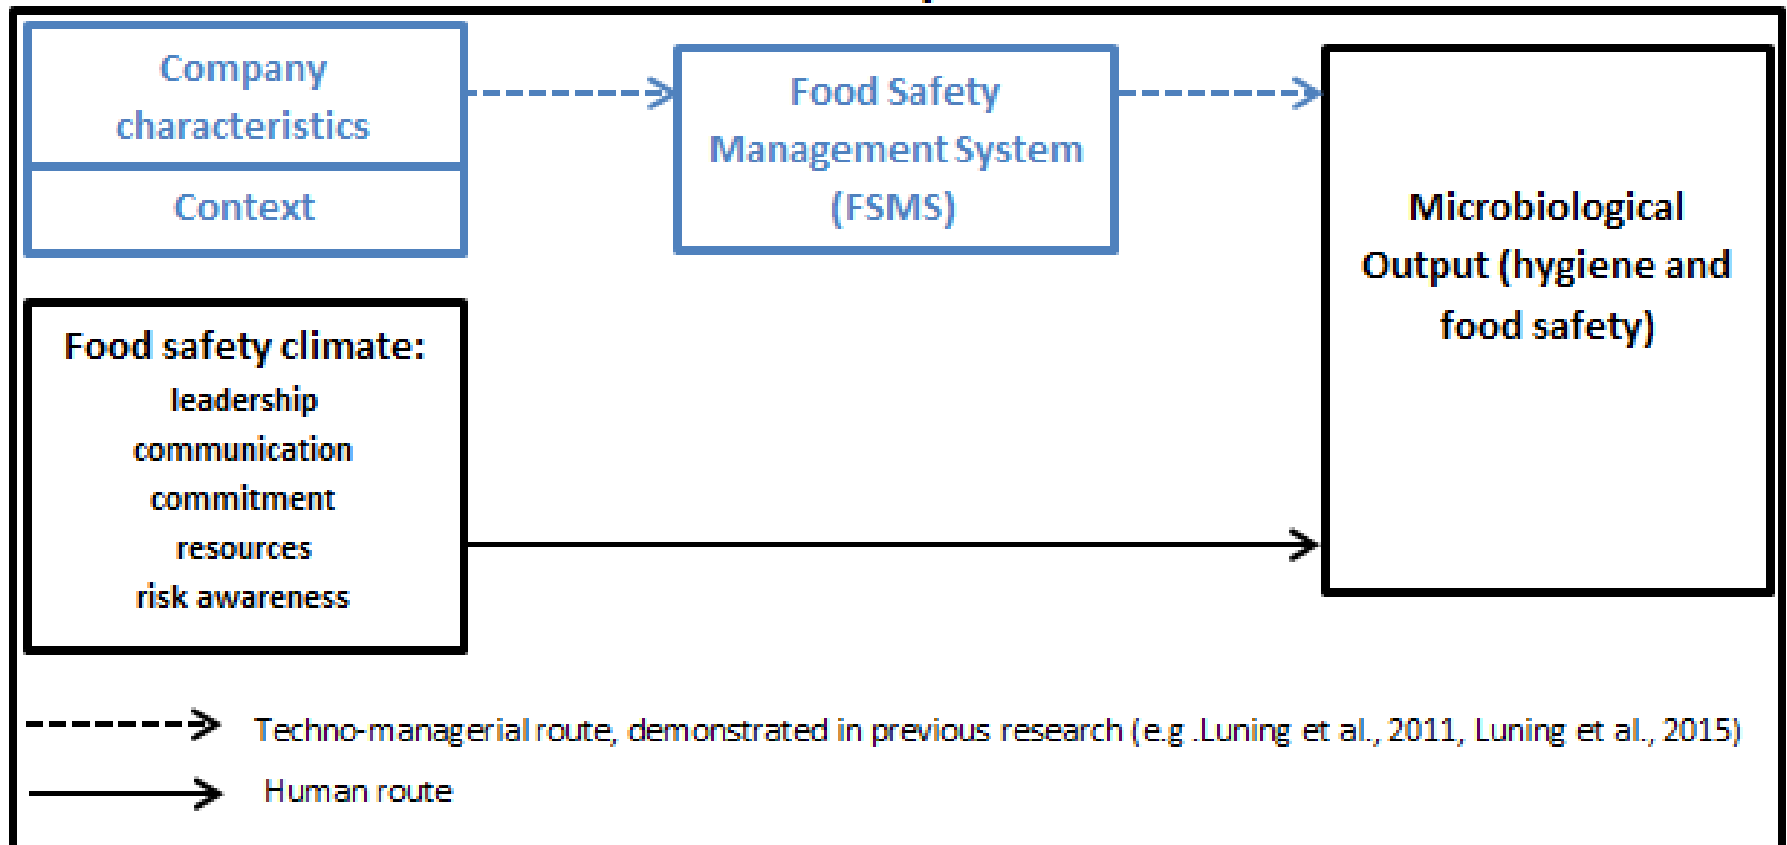 Company
characteristics
Context
Food Safety
Management System
(FSMS)
Microbiological
Output (hygiene and
food safety)
Food safety climate:
leadership
communication
commitment
resources
risk awareness
Techno-managerial route, demonstrated in previous research (e.g .Luning et al., 2011, Luning et al., 2015)
Human route